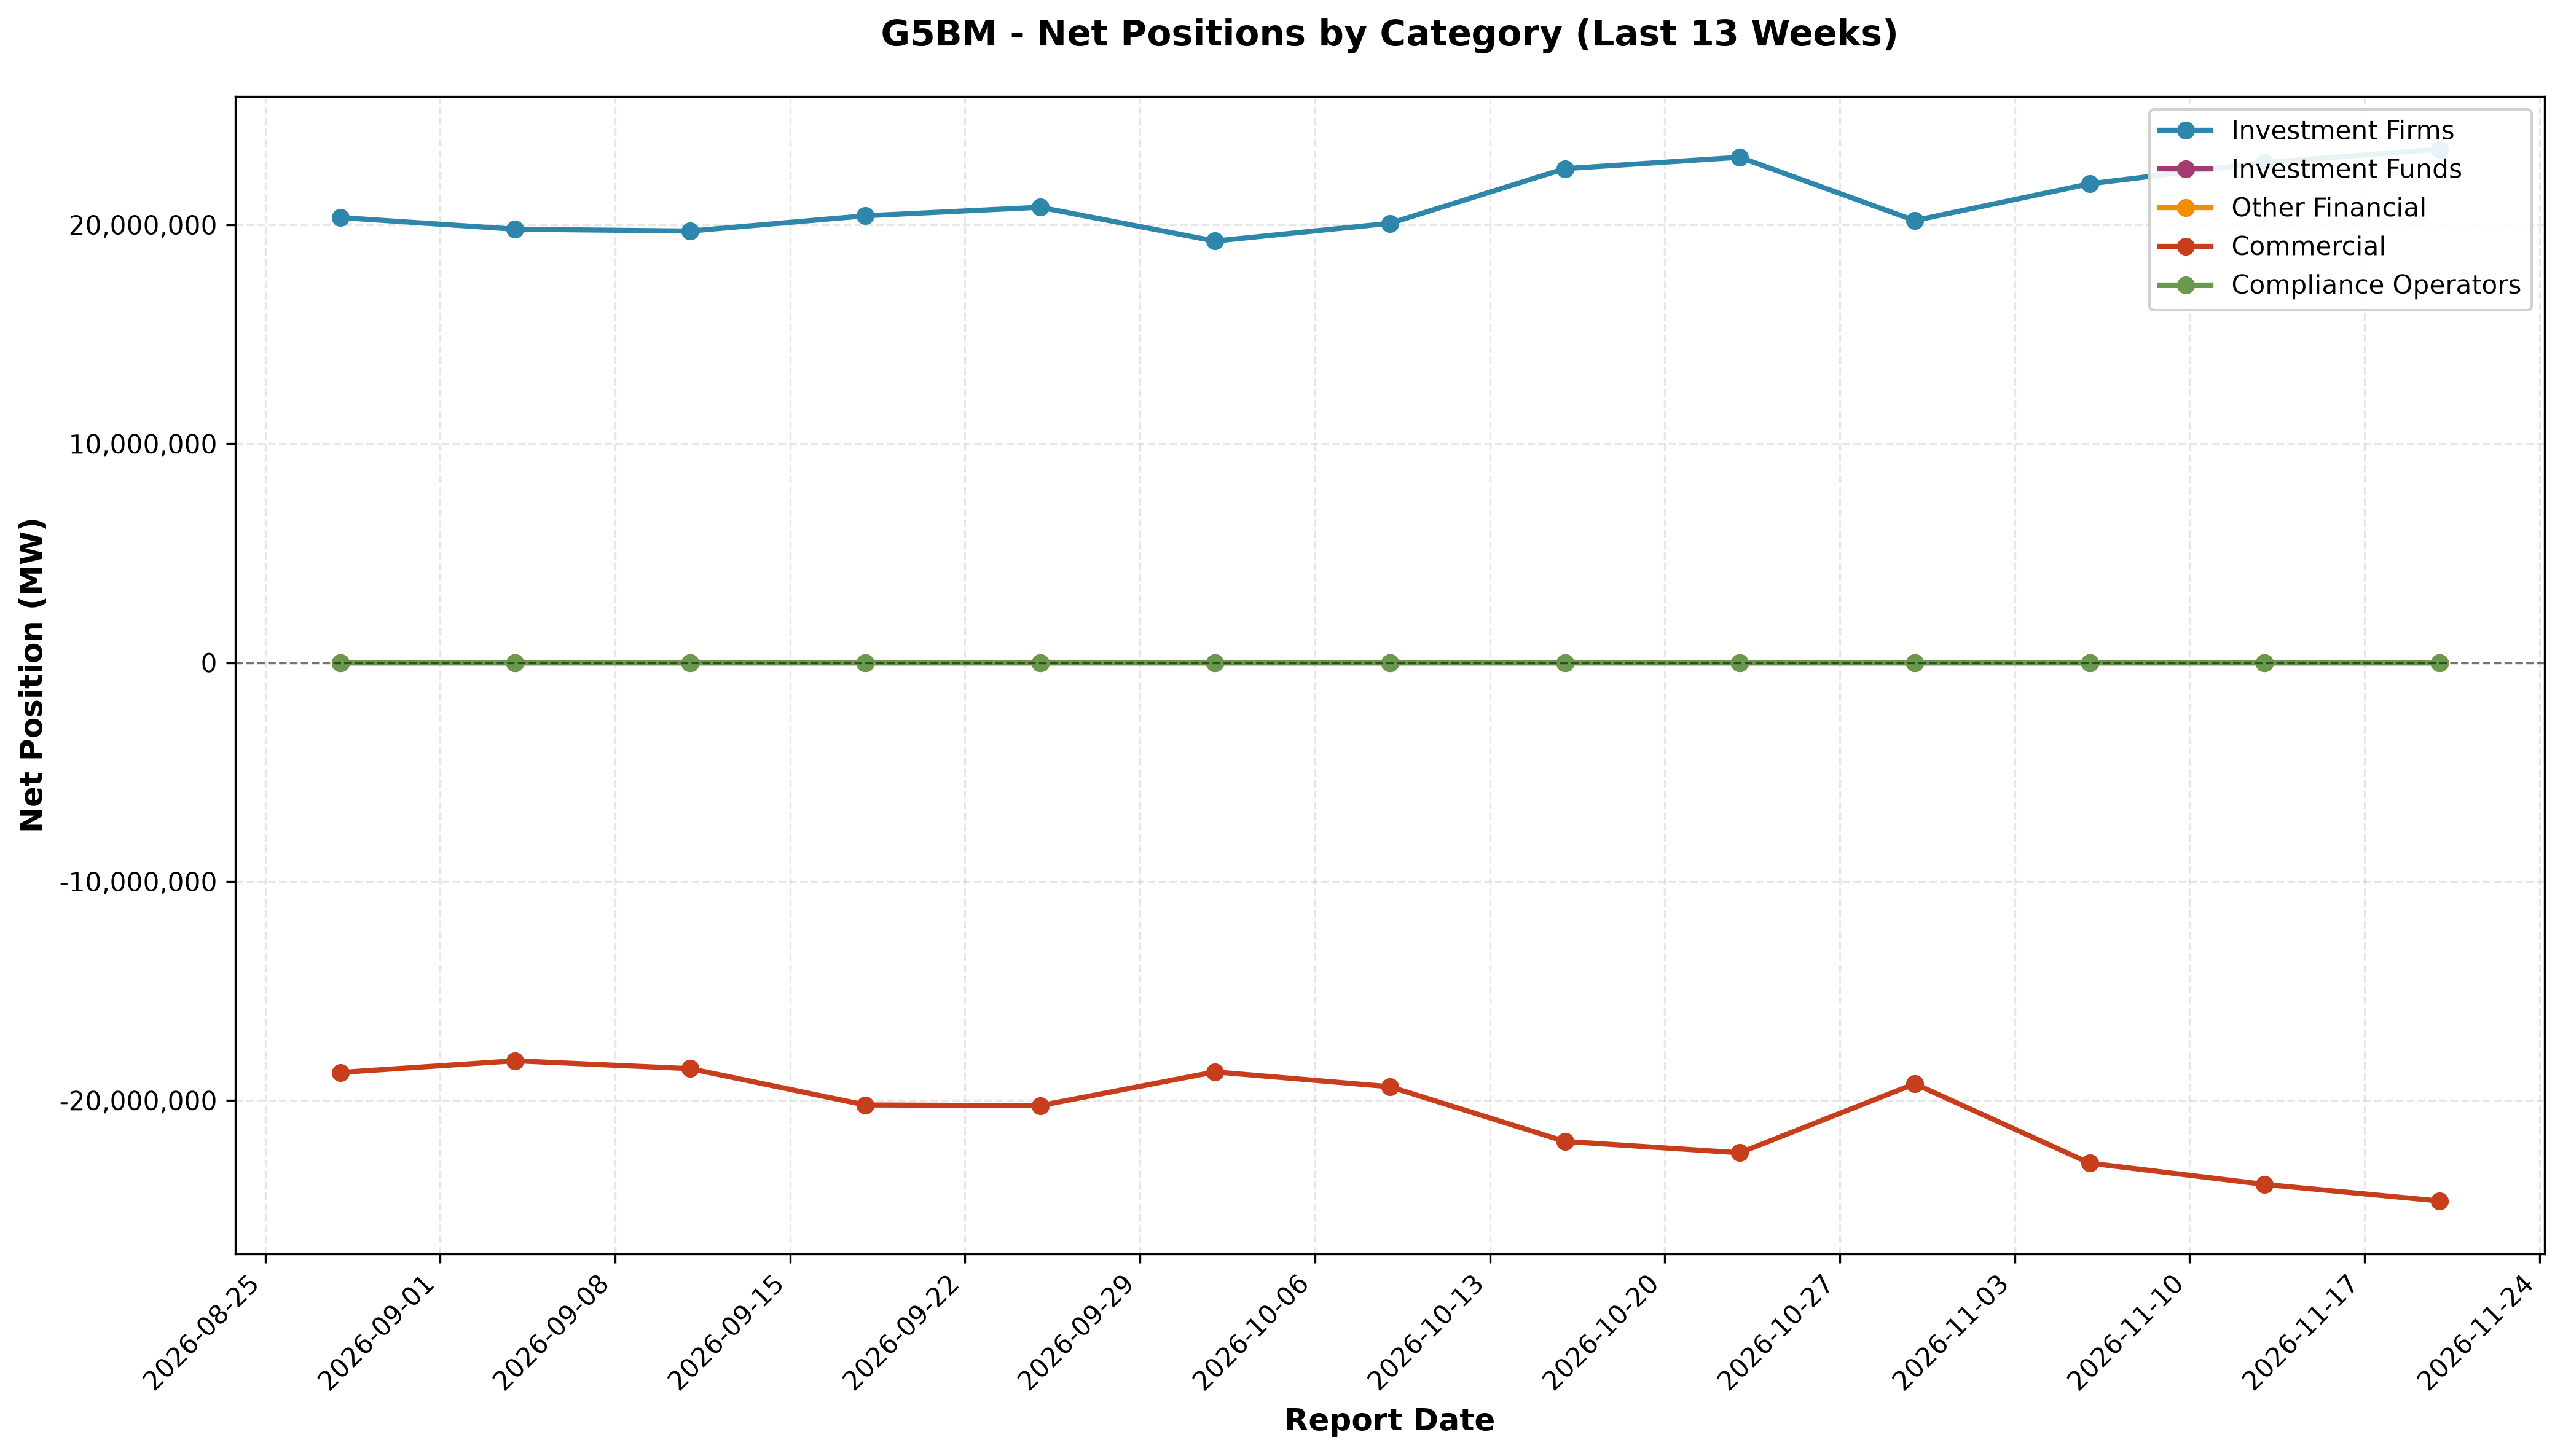 G5BM - Net Positions by Category (Last 13 Weeks)
Investment Firms
Investment Funds
Other Financial
Commercial
Compliance Operators
Net Position (MW)
20,000,000
10,000,000
0
-10,000,000
-20,000,000
2026-08-25
2026-09-01
2026-09-08
2026-09-15
2026-09-22
2026-09-29
2026-10-06
2026-10-13
2026-10-20
2026-10-27
2026-11-03
2026-11-10
2026-11-17
2026-11-24
Report Date